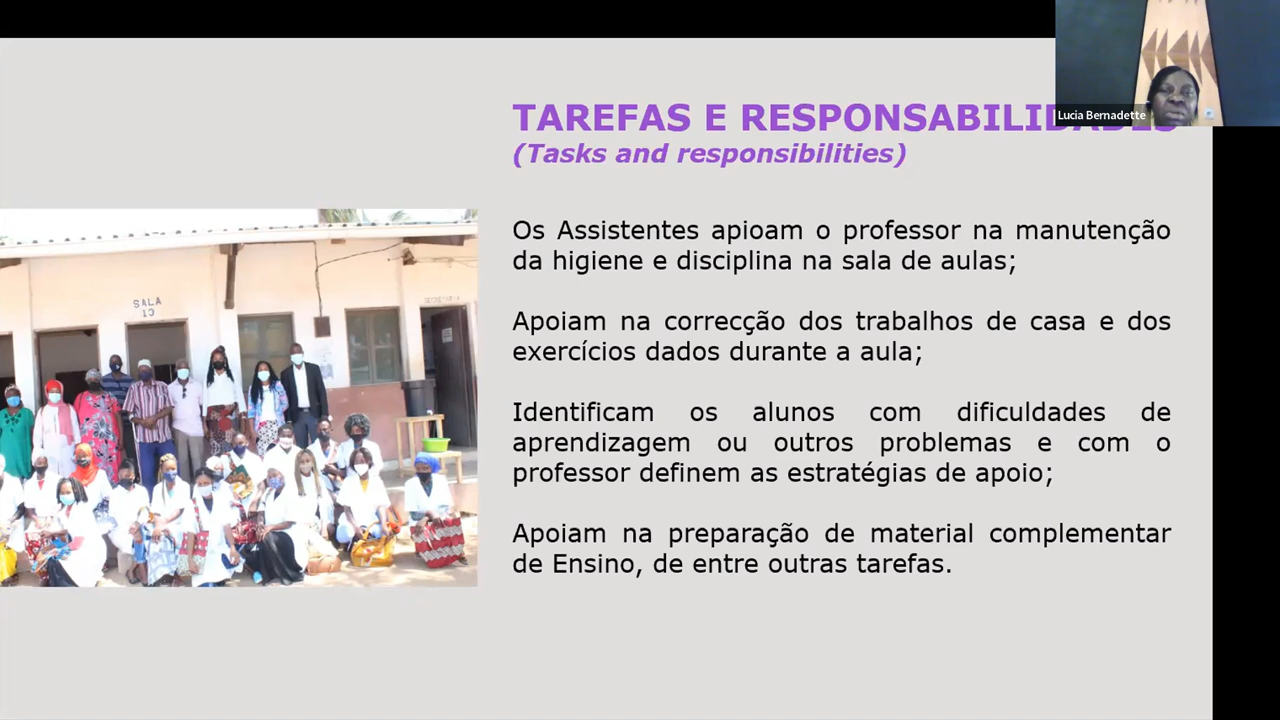 TAREFAS E RESPONSABILIDADES
(Tasks and responsibilities)
Lucia Bernadette
Os Assistentes apioam o professor na manutenção
da higiene e disciplina na sala de aulas;
Apoiam na correcção dos trabalhos de casa e dos
exercícios dados durante a aula;
Identificam os alunos com dificuldades de
aprendizagem ou outros problemas e com o
professor definem as estratégias de apoio;
Apoiam na preparação de material complementar
de Ensino, de entre outras tarefas.
SALA
10
SECRETARIA